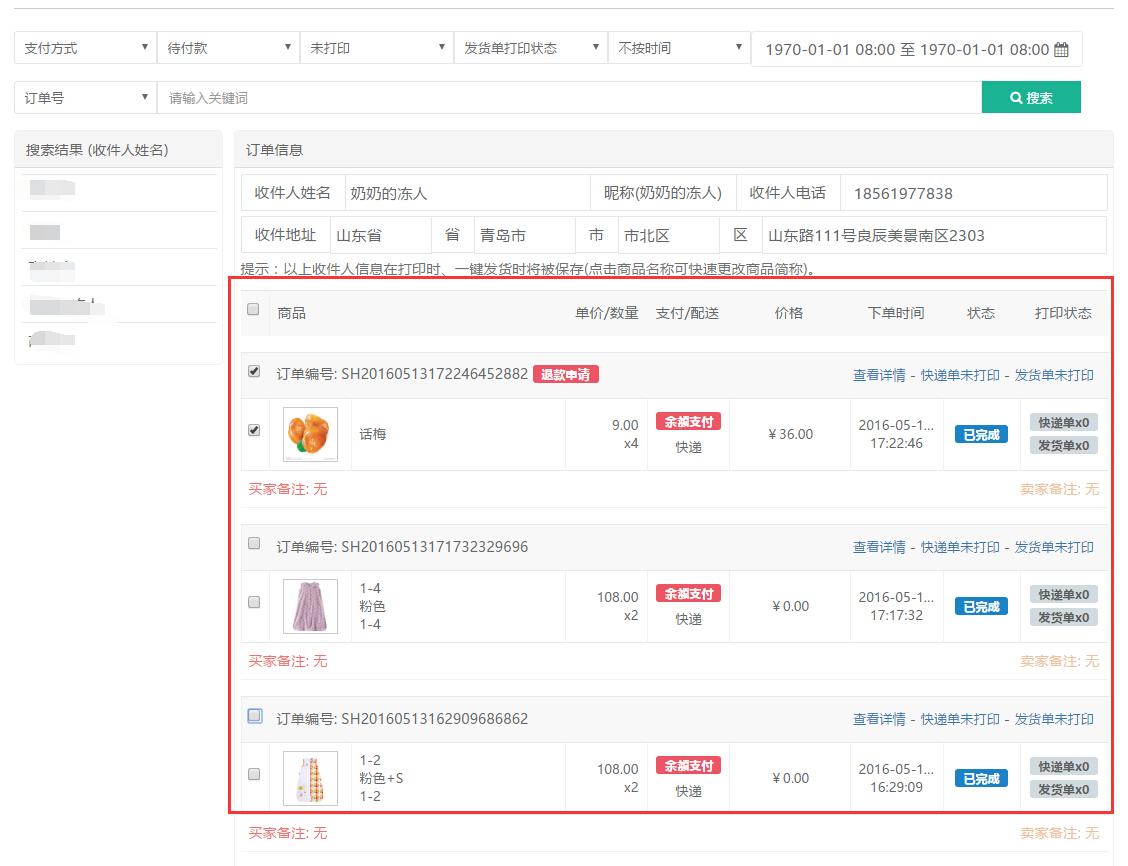 支付方式 待付款 未打印 发货单打印状态 不按时间 1970-01-01 08:00 至 1970-01-01 08:00
订单号 请输入关键词 搜索
搜索结果 (收件人姓名)
订单信息
收件人姓名 奶奶的冻人 昵称(奶奶的冻人) 收件人电话 18561977838
收件地址 山东省 省 青岛市 市 市北区 区 山东路111号良辰美景南区2303
提示：以上收件人信息在打印时、一键发货时将被保存(点击商品名称可快速更改商品简称)。
商品 单价/数量 支付/配送 价格 下单时间 状态 打印状态
订单编号: SH20160513172246452882 退款申请 查看详情 - 快递单未打印 - 发货单未打印
话梅 9.00 x4 余额支付 快递 ¥ 36.00 2016-05-1... 17:22:46 已完成 快递单x0 发货单x0
买家备注: 无 卖家备注: 无
订单编号: SH20160513171732329696 查看详情 - 快递单未打印 - 发货单未打印
1-4
粉色
1-4
108.00 x2 余额支付 快递 ¥ 0.00 2016-05-1... 17:17:32 已完成 快递单x0 发货单x0
买家备注: 无 卖家备注: 无
订单编号: SH20160513162909686862 查看详情 - 快递单未打印 - 发货单未打印
1-2
粉色+S
1-2
108.00 x2 余额支付 快递 ¥ 0.00 2016-05-1... 16:29:09 已完成 快递单x0 发货单x0
买家备注: 无 卖家备注: 无